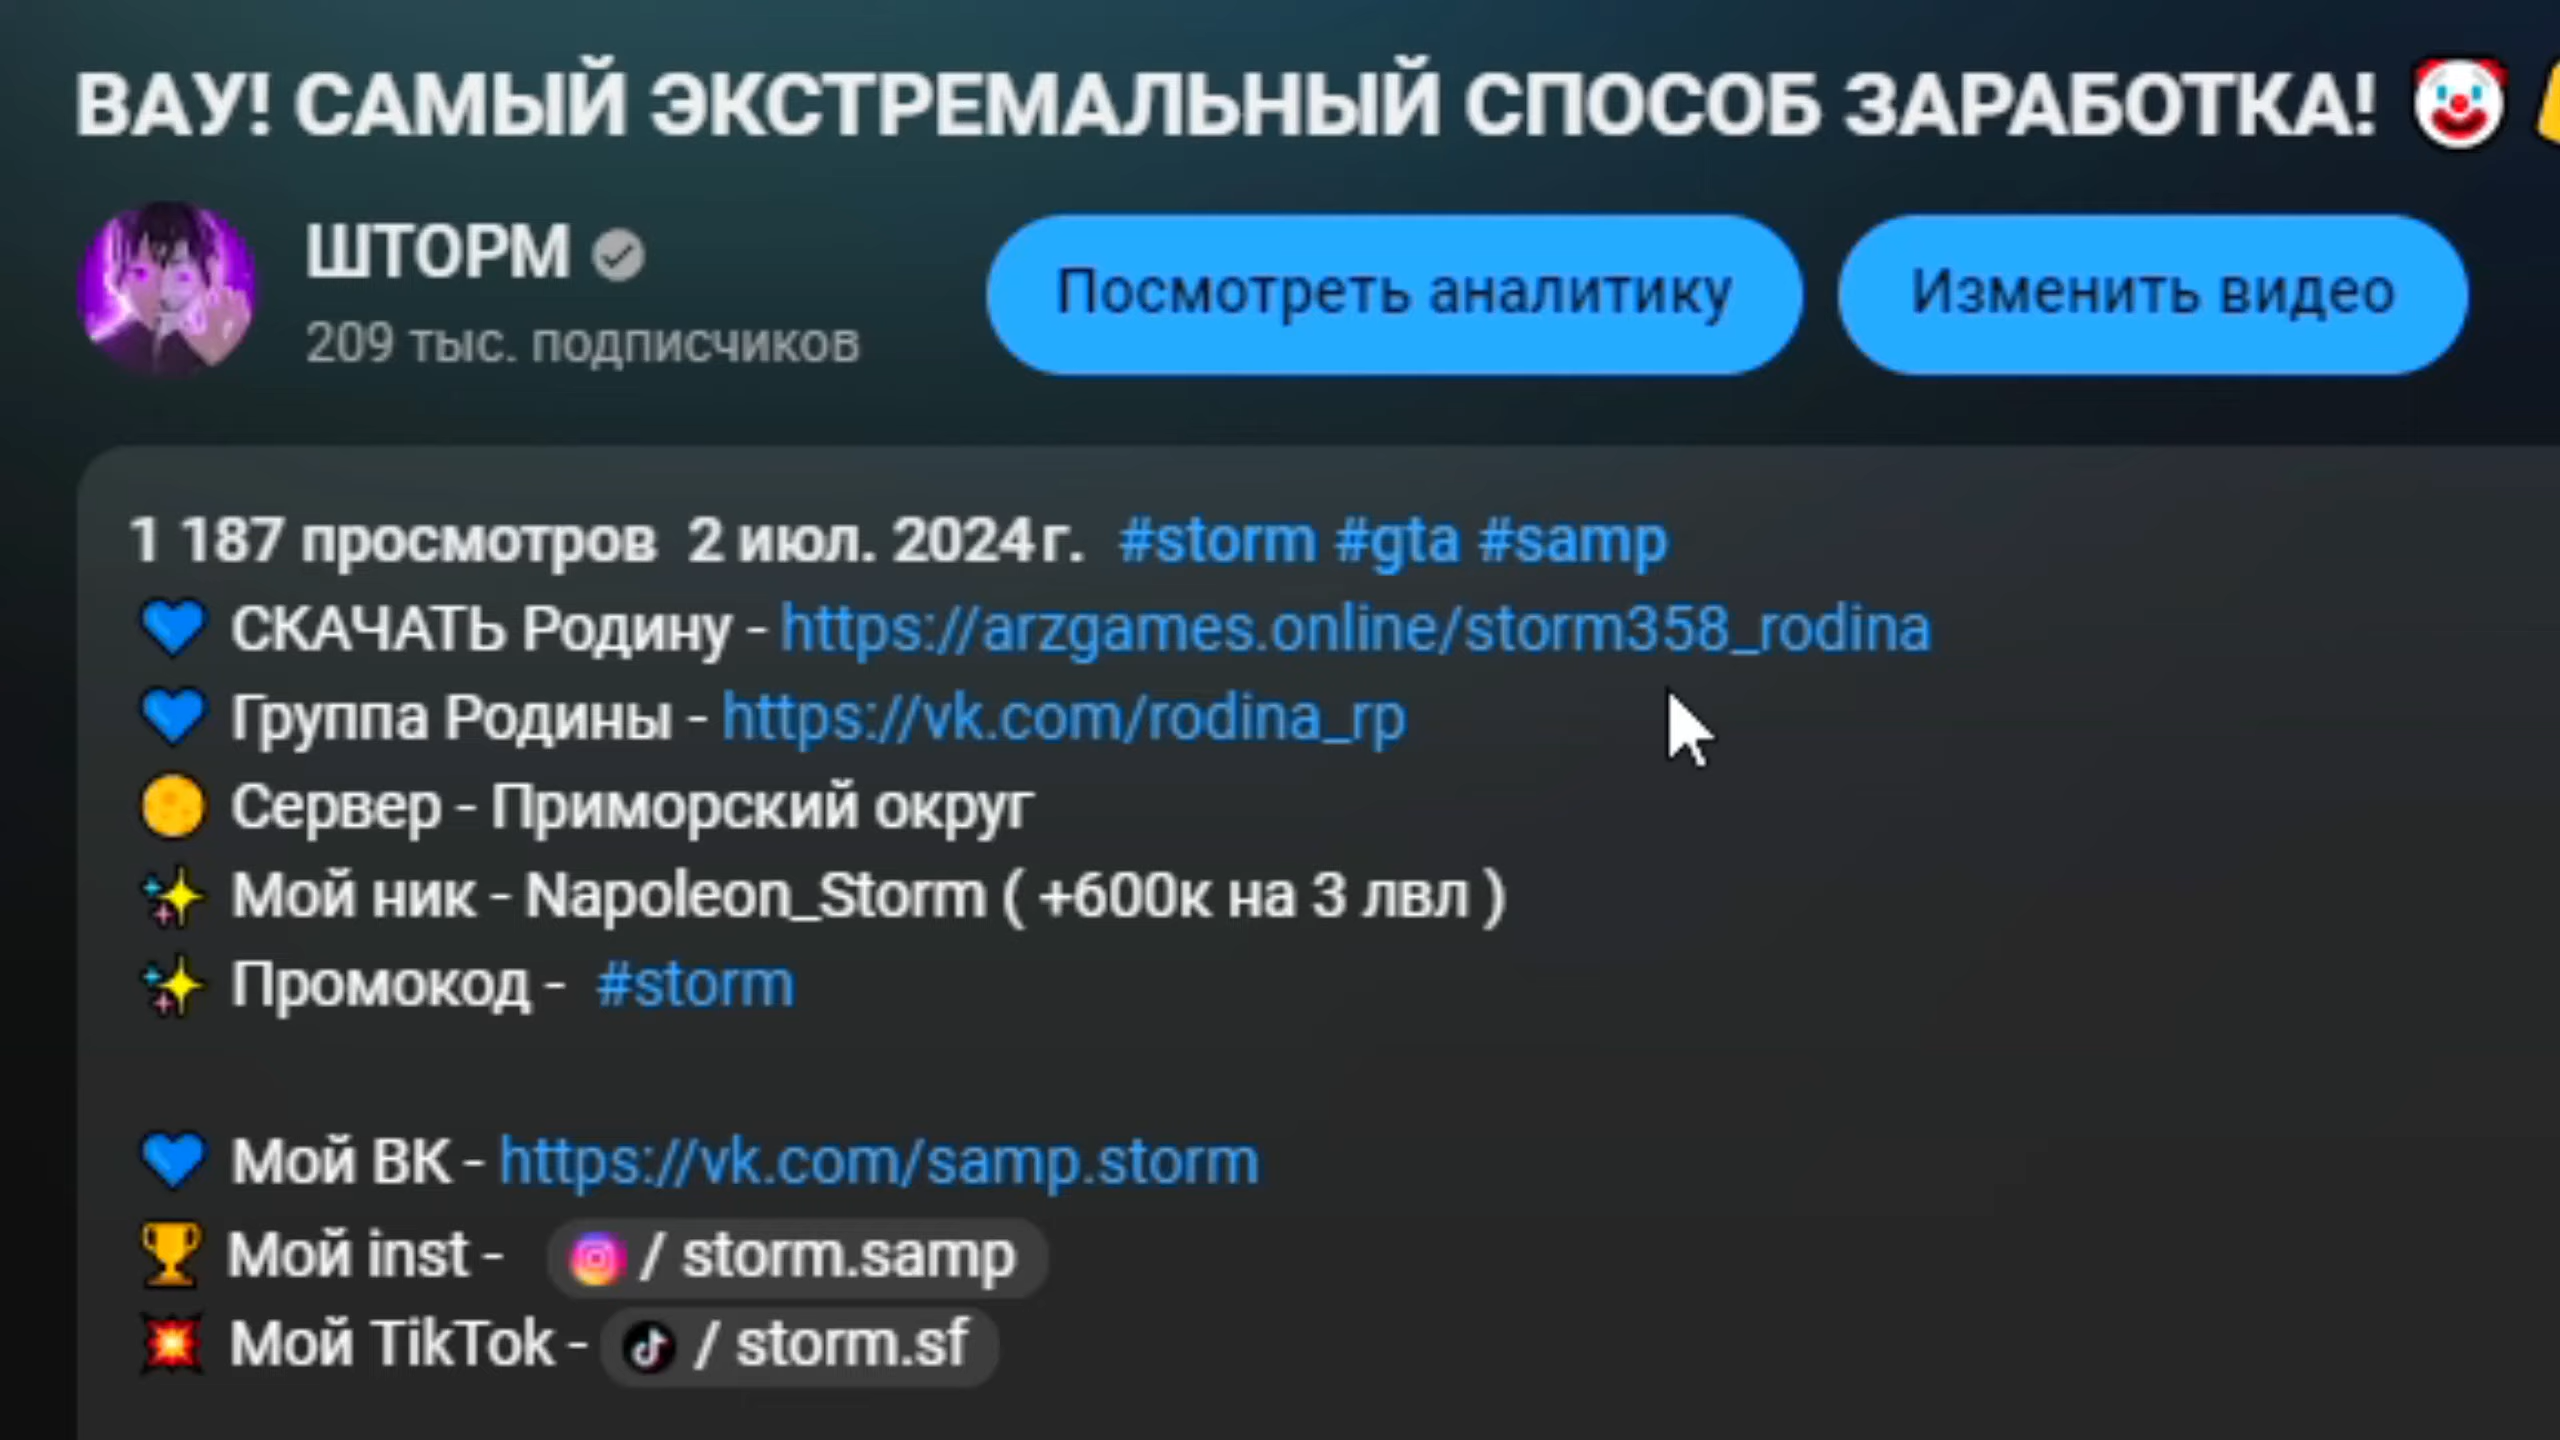 ВАУ! САМЫЙ ЭКСТРЕМАЛЬНЫЙ СПОСОБ ЗАРАБОТКА! 🤡
ШТОРМ
209 тыс. подписчиков
Посмотреть аналитику
Изменить видео
1 187 просмотров 2 июл. 2024 г. #storm #gta #samp
💙 СКАЧАТЬ Родину - https://arzgames.online/storm358_rodina
💙 Группа Родины - https://vk.com/rodina_rp
🌕 Сервер - Приморский округ
✨ Мой ник - Napoleon_Storm ( +600к на 3 лвл )
✨ Промокод - #storm
💙 Мой ВК - https://vk.com/samp.storm
🏆 Мой inst - / storm.samp
💥 Мой TikTok - / storm.sf